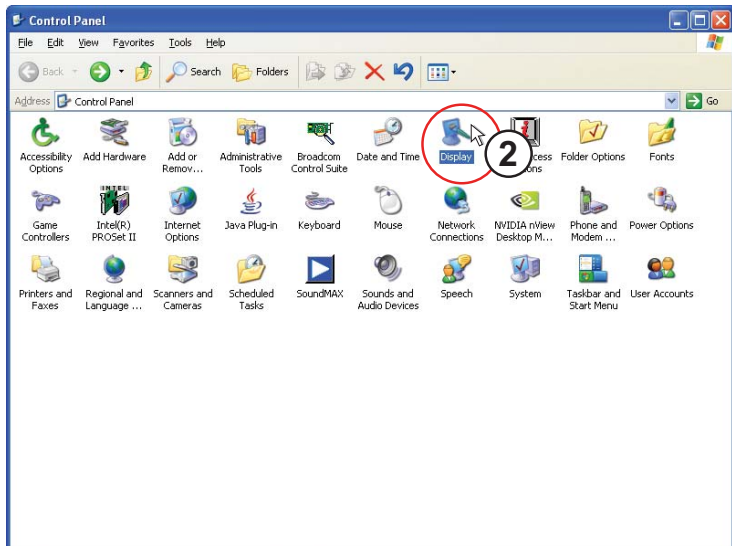 Control Panel
File Edit View Favorites Tools Help
Back Search Folders
Address Control Panel Go
Accessibility Options
Add Hardware
Add or Remov...
Administrative Tools
Broadcom Control Suite
Date and Time
Display
2
cess
ons
Folder Options
Fonts
Game Controllers
INTEL
Intel(R) PROSet II
Internet Options
Java Plug-in
Keyboard
Mouse
Network Connections
NVIDIA nView Desktop M...
Phone and Modem ...
Power Options
Printers and Faxes
Regional and Language ...
Scanners and Cameras
Scheduled Tasks
SoundMAX
Sounds and Audio Devices
Speech
System
Taskbar and Start Menu
User Accounts